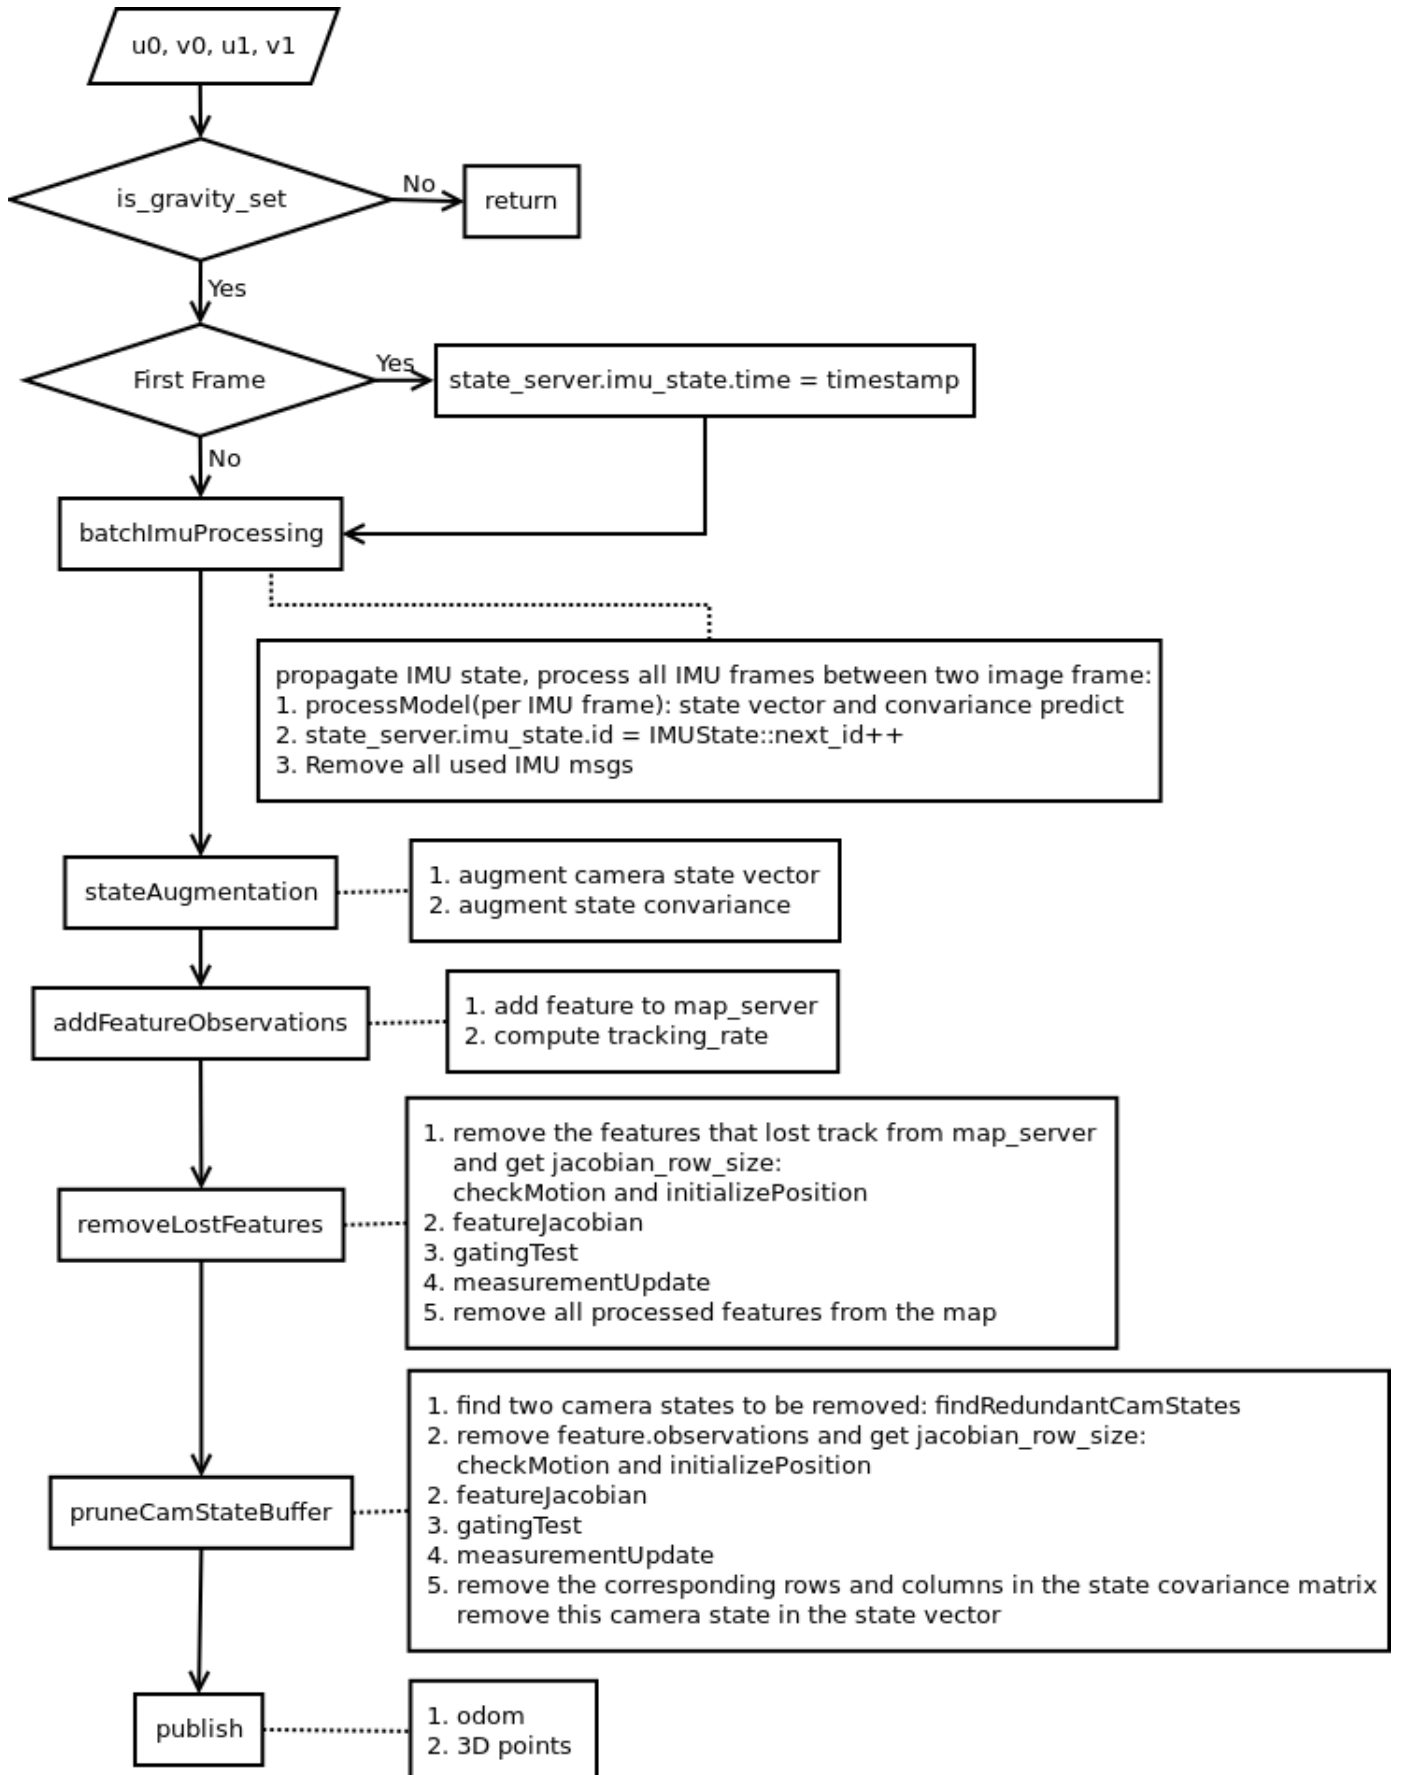 u0, v0, u1, v1
is_gravity_set
No
return
Yes
First Frame
Yes
state_server.imu_state.time = timestamp
No
batchImuProcessing
propagate IMU state, process all IMU frames between two image frame:
1. processModel(per IMU frame): state vector and convariance predict
2. state_server.imu_state.id = IMUState::next_id++
3. Remove all used IMU msgs
stateAugmentation
1. augment camera state vector
2. augment state convariance
addFeatureObservations
1. add feature to map_server
2. compute tracking_rate
removeLostFeatures
1. remove the features that lost track from map_server
and get jacobian_row_size:
checkMotion and initializePosition
2. featureJacobian
3. gatingTest
4. measurementUpdate
5. remove all processed features from the map
pruneCamStateBuffer
1. find two camera states to be removed: findRedundantCamStates
2. remove feature.observations and get jacobian_row_size:
checkMotion and initializePosition
2. featureJacobian
3. gatingTest
4. measurementUpdate
5. remove the corresponding rows and columns in the state covariance matrix
remove this camera state in the state vector
publish
1. odom
2. 3D points